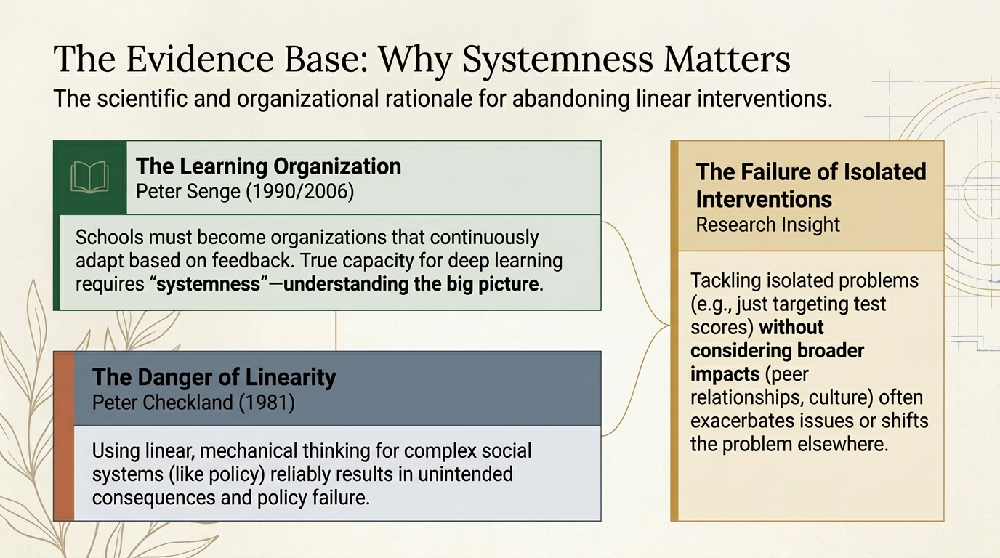 The Evidence Base: Why Systemness Matters
The scientific and organizational rationale for abandoning linear interventions.
The Learning Organization
Peter Senge (1990/2006)
Schools must become organizations that continuously
adapt based on feedback. True capacity for deep learning
requires “systemness”—understanding the big picture.
The Danger of Linearity
Peter Checkland (1981)
Using linear, mechanical thinking for complex social
systems (like policy) reliably results in unintended
consequences and policy failure.
The Failure of Isolated
Interventions
Research Insight
Tackling isolated problems
(e.g., just targeting test
scores) without
considering broader
impacts (peer
relationships, culture) often
exacerbates issues or shifts
the problem elsewhere.